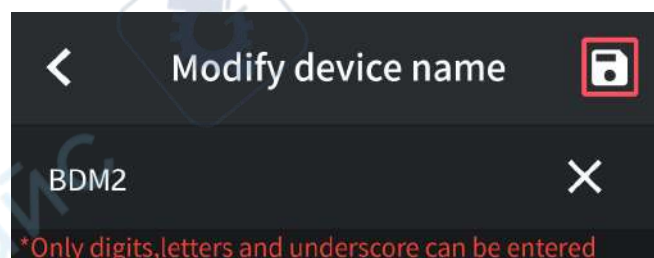 Modify device name
BDM2
*Only digits,letters and underscore can be entered